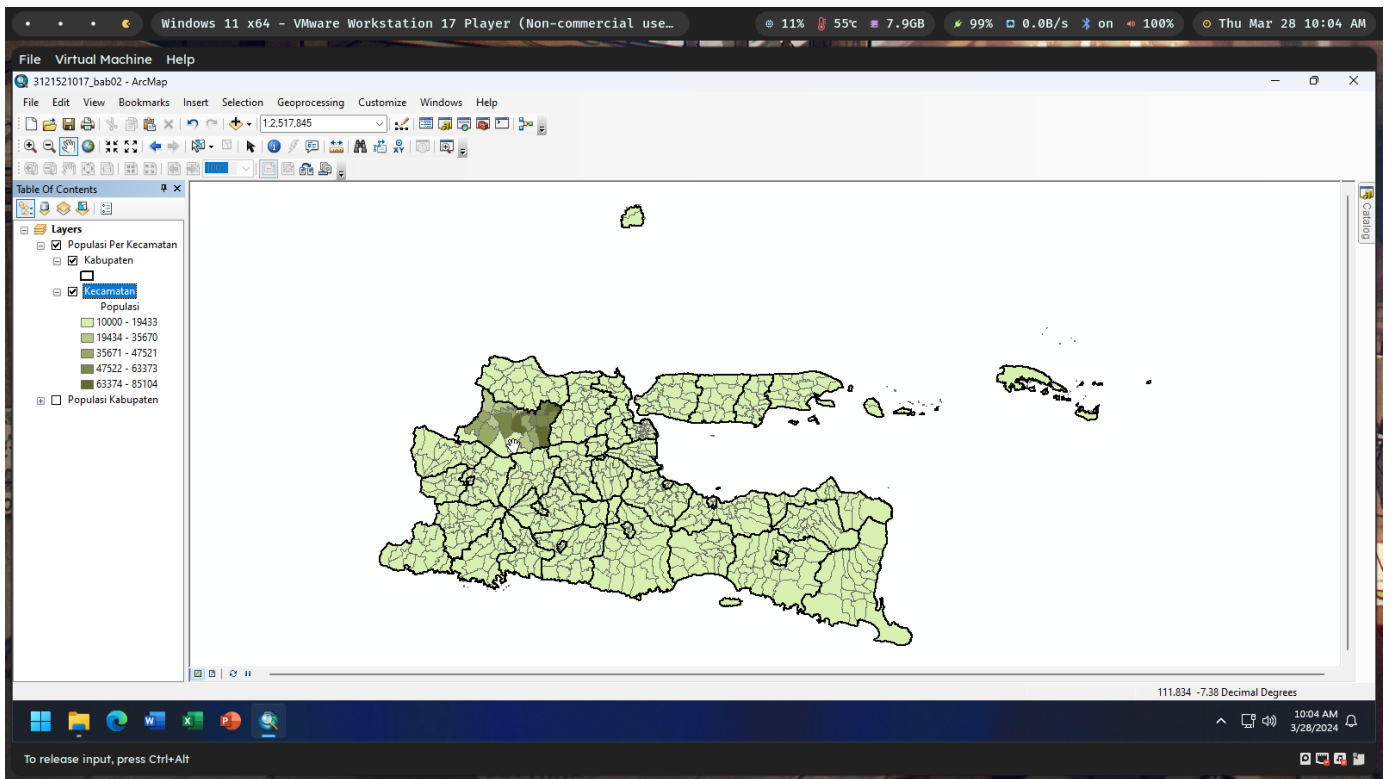 Windows 11 x64 - VMware Workstation 17 Player (Non-commercial use…
11% 55℃ 7.9GB 99% 0.0B/s on 100% Thu Mar 28 10:04 AM
File Virtual Machine Help
3121521017_bab02 - ArcMap
File Edit View Bookmarks Insert Selection Geoprocessing Customize Windows Help
1:2,517,845
XY
Table Of Contents
Catalog
Layers
Populasi Per Kecamatan
Kabupaten
Kecamatan
Populasi
10000 - 19433
19434 - 35670
35671 - 47521
47522 - 63373
63374 - 85104
Populasi Kabupaten
111.834 -7.38 Decimal Degrees
10:04 AM
3/28/2024
To release input, press Ctrl+Alt